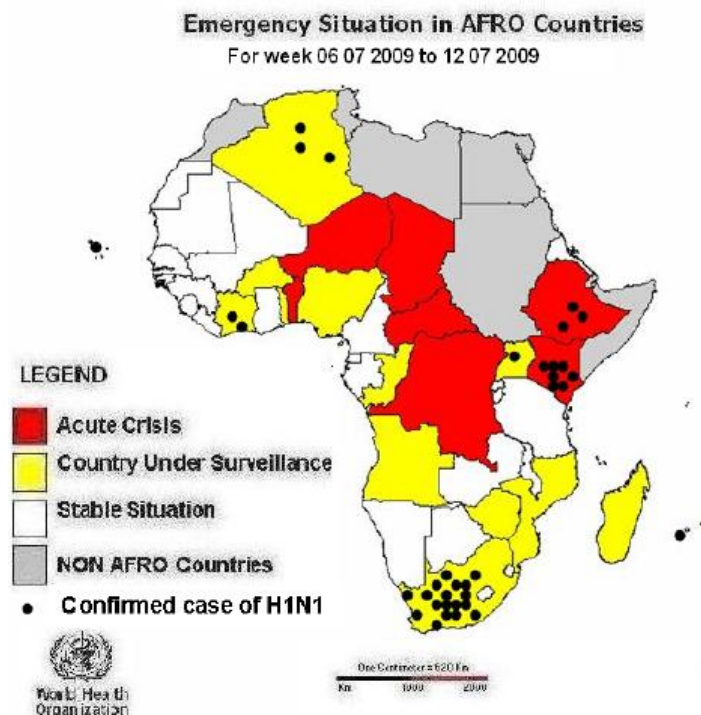 Emergency Situation in AFRO Countries
For week 06 07 2009 to 12 07 2009
LEGEND
Acute Crisis
Country Under Surveillance
Stable Situation
NON AFRO Countries
Confirmed case of H1N1
World Health
Organization
One Centimeter = 620 Km
Km 1000 2000